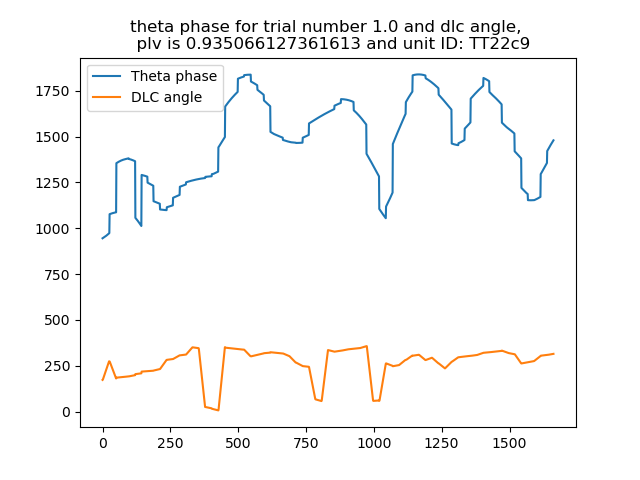 theta phase for trial number 1.0 and dlc angle,
plv is 0.935066127361613 and unit ID: TT22c9
Theta phase
DLC angle
1750
1500
1250
1000
750
500
250
0
0 250 500 750 1000 1250 1500